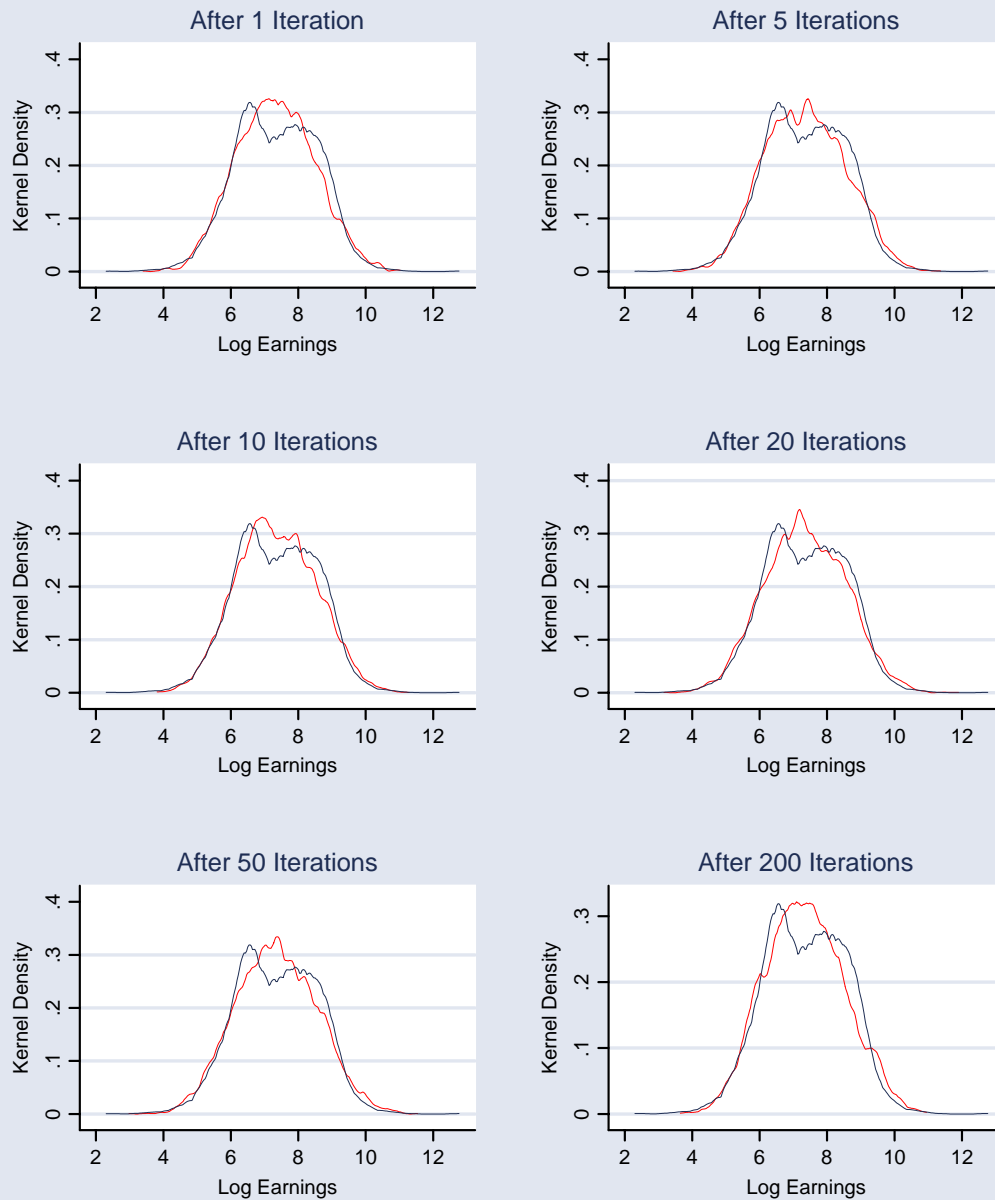 After 1 Iteration
Kernel Density
0 .1 .2 .3 .4
2 4 6 8 10 12
Log Earnings
After 5 Iterations
Kernel Density
0 .1 .2 .3 .4
2 4 6 8 10 12
Log Earnings
After 10 Iterations
Kernel Density
0 .1 .2 .3 .4
2 4 6 8 10 12
Log Earnings
After 20 Iterations
Kernel Density
0 .1 .2 .3 .4
2 4 6 8 10 12
Log Earnings
After 50 Iterations
Kernel Density
0 .1 .2 .3 .4
2 4 6 8 10 12
Log Earnings
After 200 Iterations
Kernel Density
0 .1 .2 .3
2 4 6 8 10 12
Log Earnings